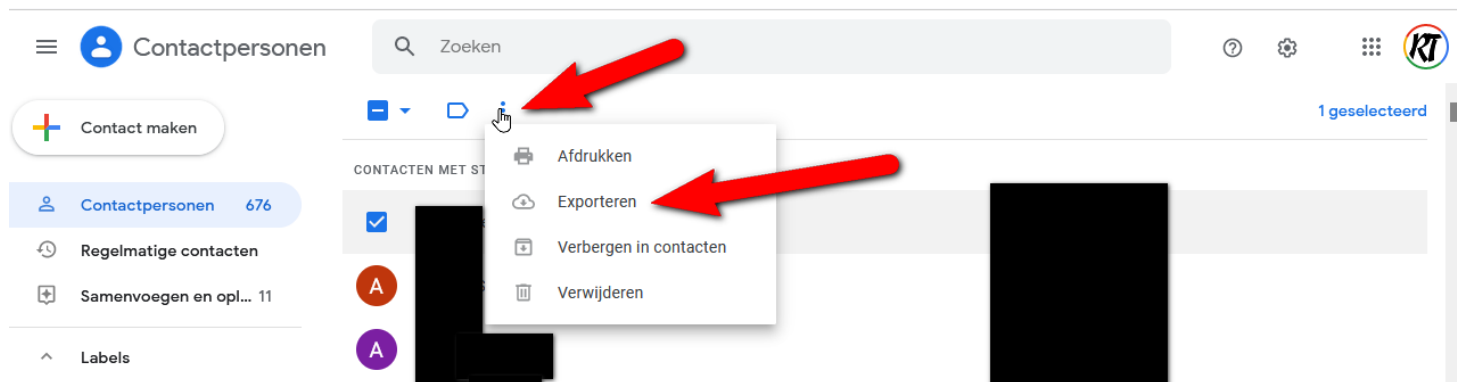 Contactpersonen
Zoeken
RT
Contact maken
1 geselecteerd
Afdrukken
CONTACTEN MET ST
Contactpersonen 676
Exporteren
Regelmatige contacten
Verbergen in contacten
Samenvoegen en opl... 11
A
Verwijderen
Labels
A